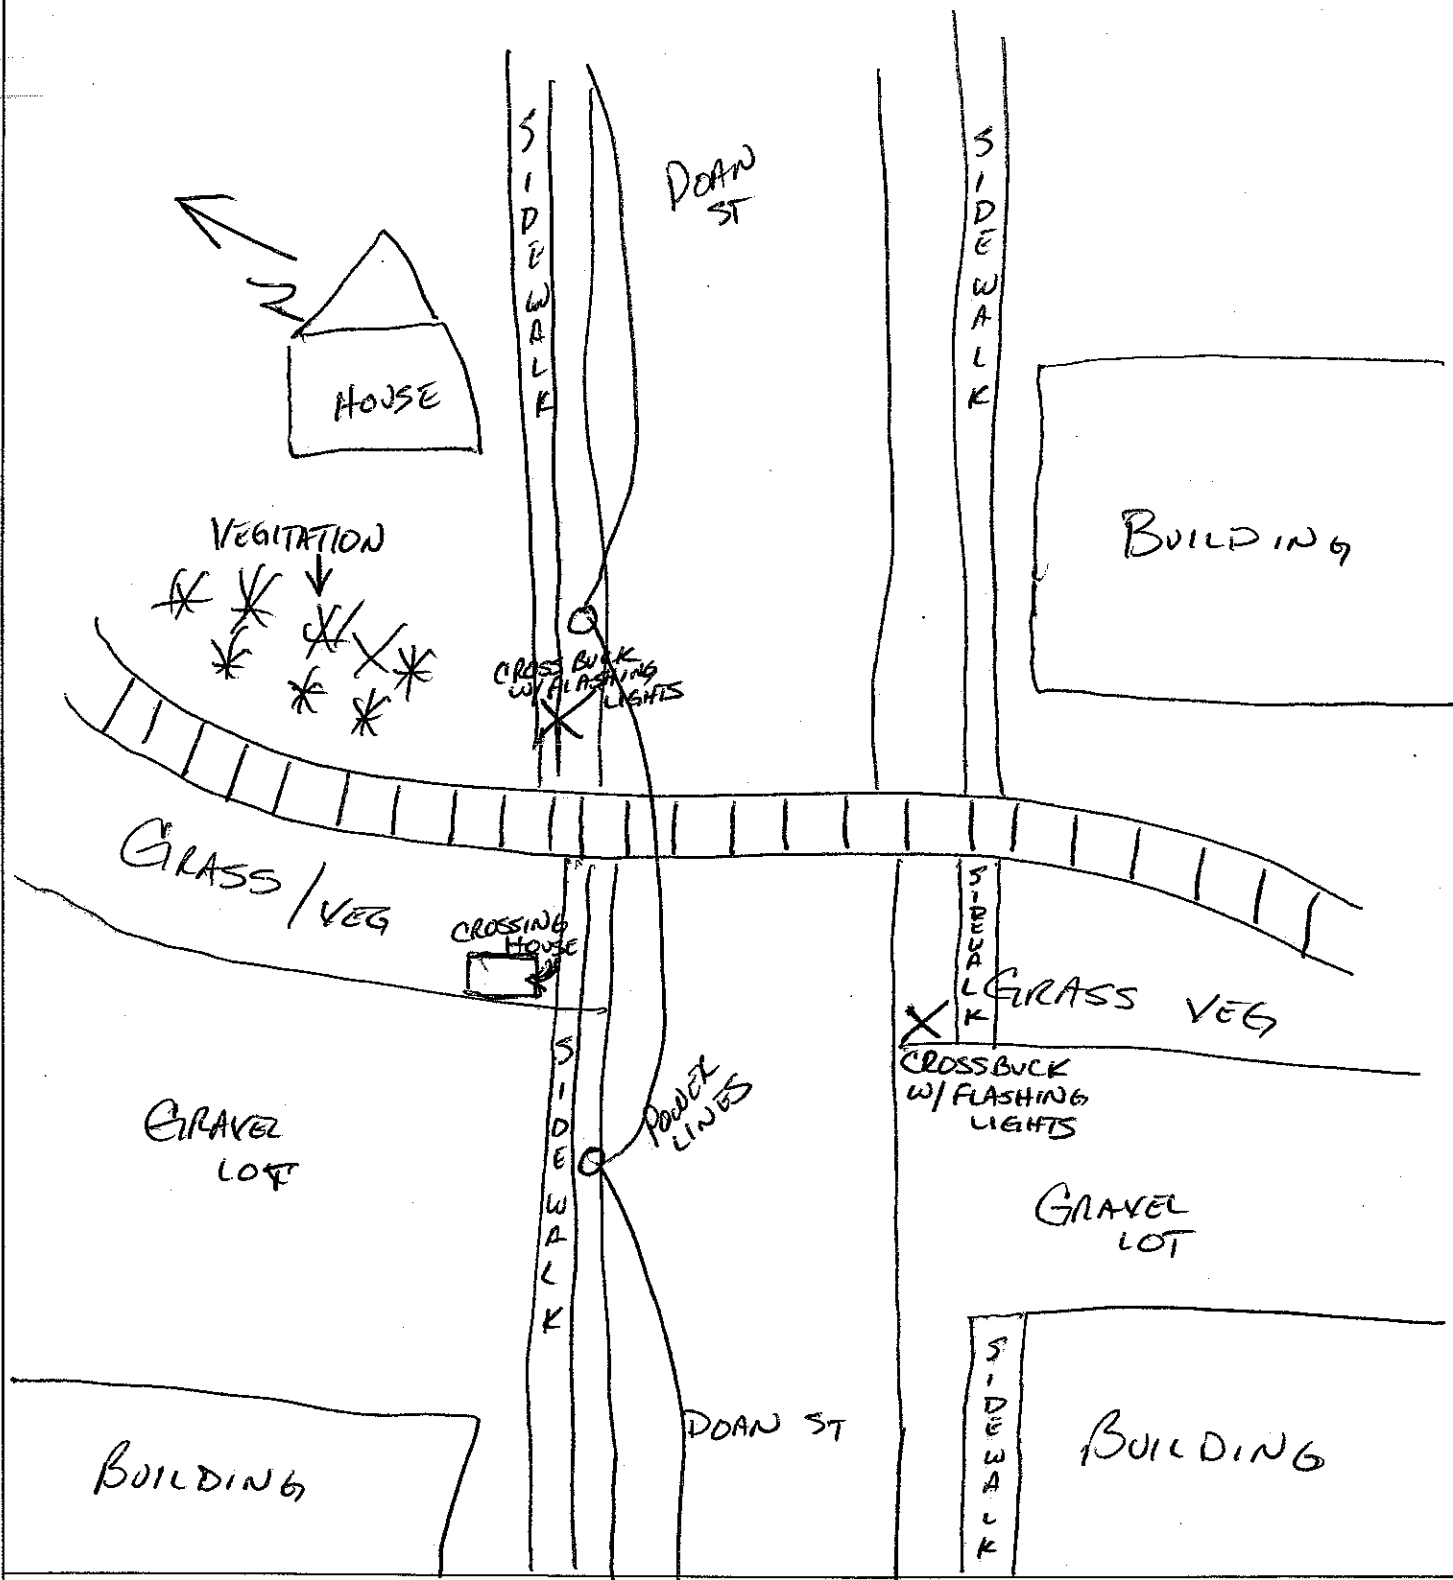 SIDEWALK
DOAN
ST
SIDEWALK
N
HOUSE
VEGITATION
BUILDING
CROSS BUCK
W/FLASHING
LIGHTS
GRASS/VEG
CROSSING
HOUSE
SIDEWALK
GRASS VEG
CROSSBUCK
W/FLASHING
LIGHTS
SIDEWALK
POWER
LINES
GRAVEL
LOT
GRAVEL
LOT
DOAN ST
SIDEWALK
BUILDING
BUILDING